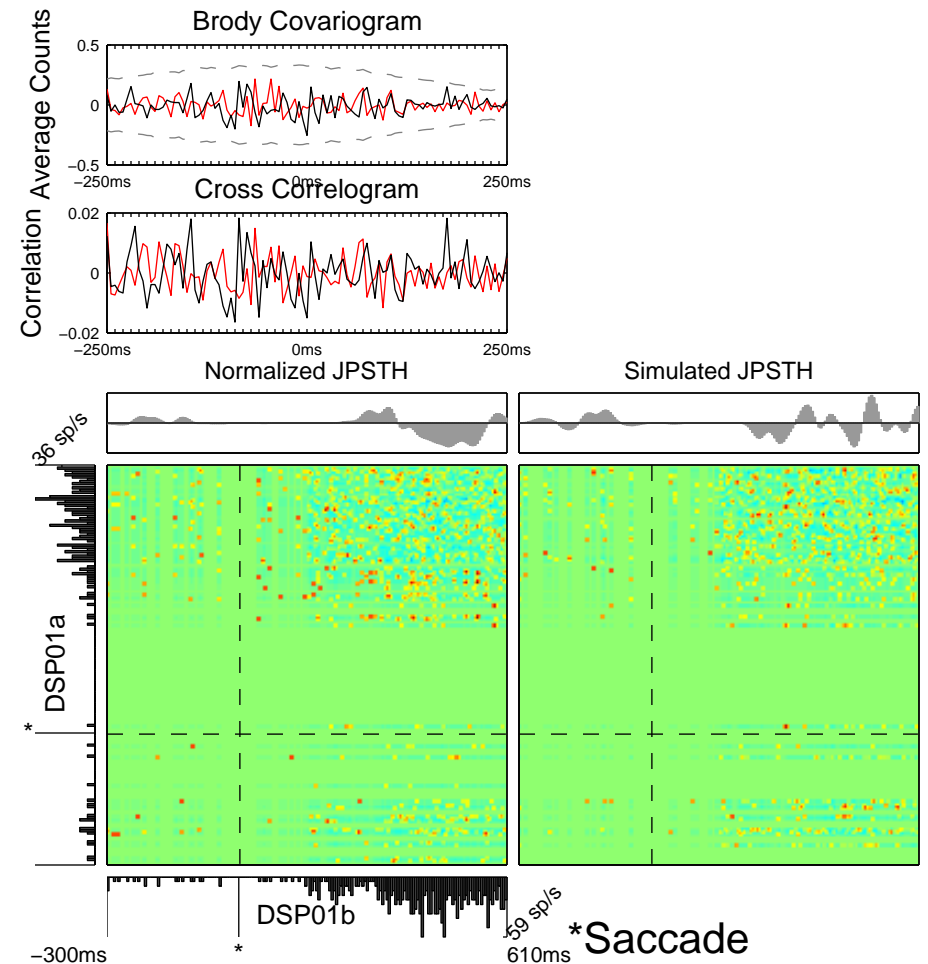 Brody Covariogram
Average Counts
0.5
0
−0.5
−250ms
0ms
250ms
Cross Correlogram
Correlation
0.02
0
−0.02
−250ms
0ms
250ms
Normalized JPSTH
Simulated JPSTH
36 sp/s
DSP01a
*
DSP01b
59 sp/s
−300ms
*
610ms
*Saccade